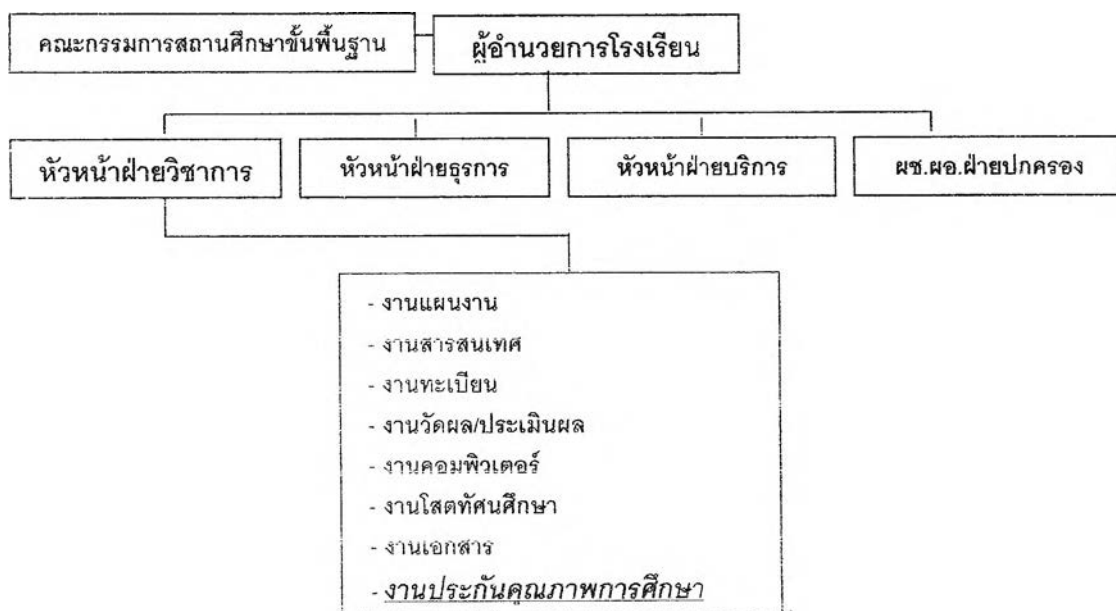 คณะกรรมการสถานศึกษาขั้นพื้นฐาน
ผู้อำนวยการโรงเรียน
หัวหน้าฝ่ายวิชาการ
หัวหน้าฝ่ายธุรการ
หัวหน้าฝ่ายบริการ
ผช.ผอ.ฝ่ายปกครอง
- งานแผนงาน
- งานสารสนเทศ
- งานทะเบียน
- งานวัดผล/ประเมินผล
- งานคอมพิวเตอร์
- งานโสตทัศนศึกษา
- งานเอกสาร
- งานประกันคุณภาพการศึกษา